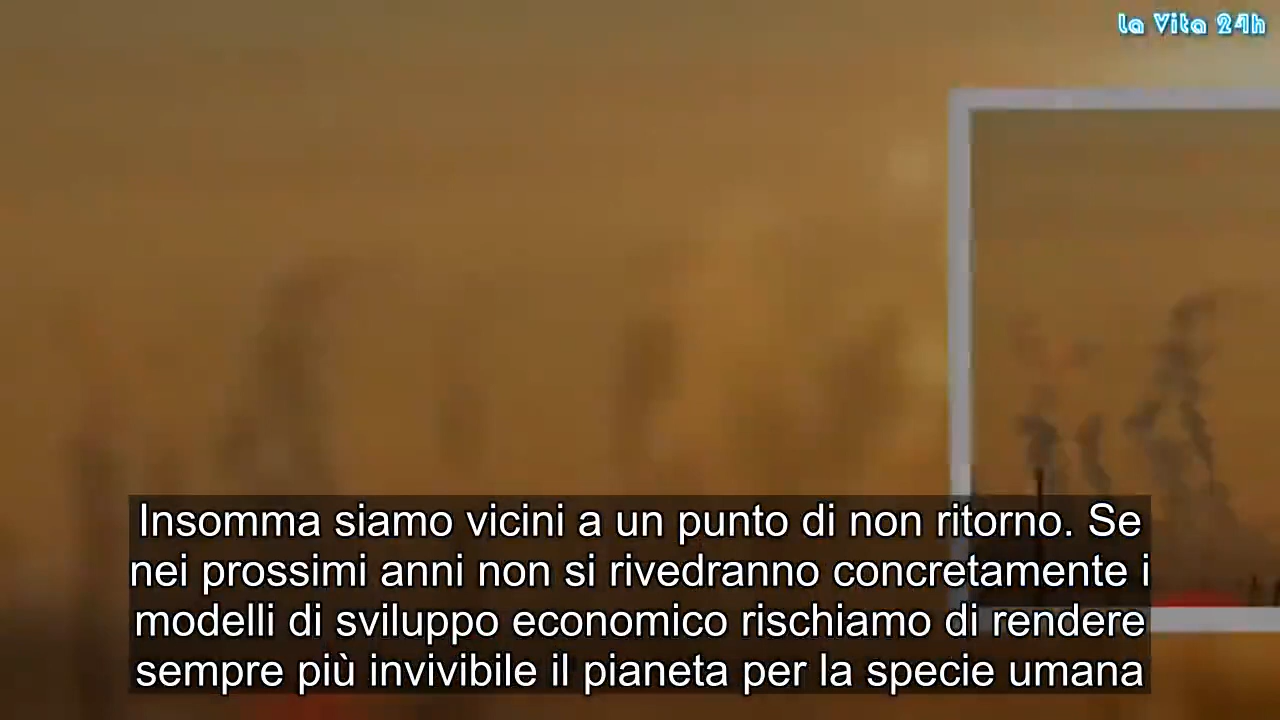 la Vita 24h
Insomma siamo vicini a un punto di non ritorno. Se
nei prossimi anni non si rivedranno concretamente i
modelli di sviluppo economico rischiamo di rendere
sempre più invivibile il pianeta per la specie umana